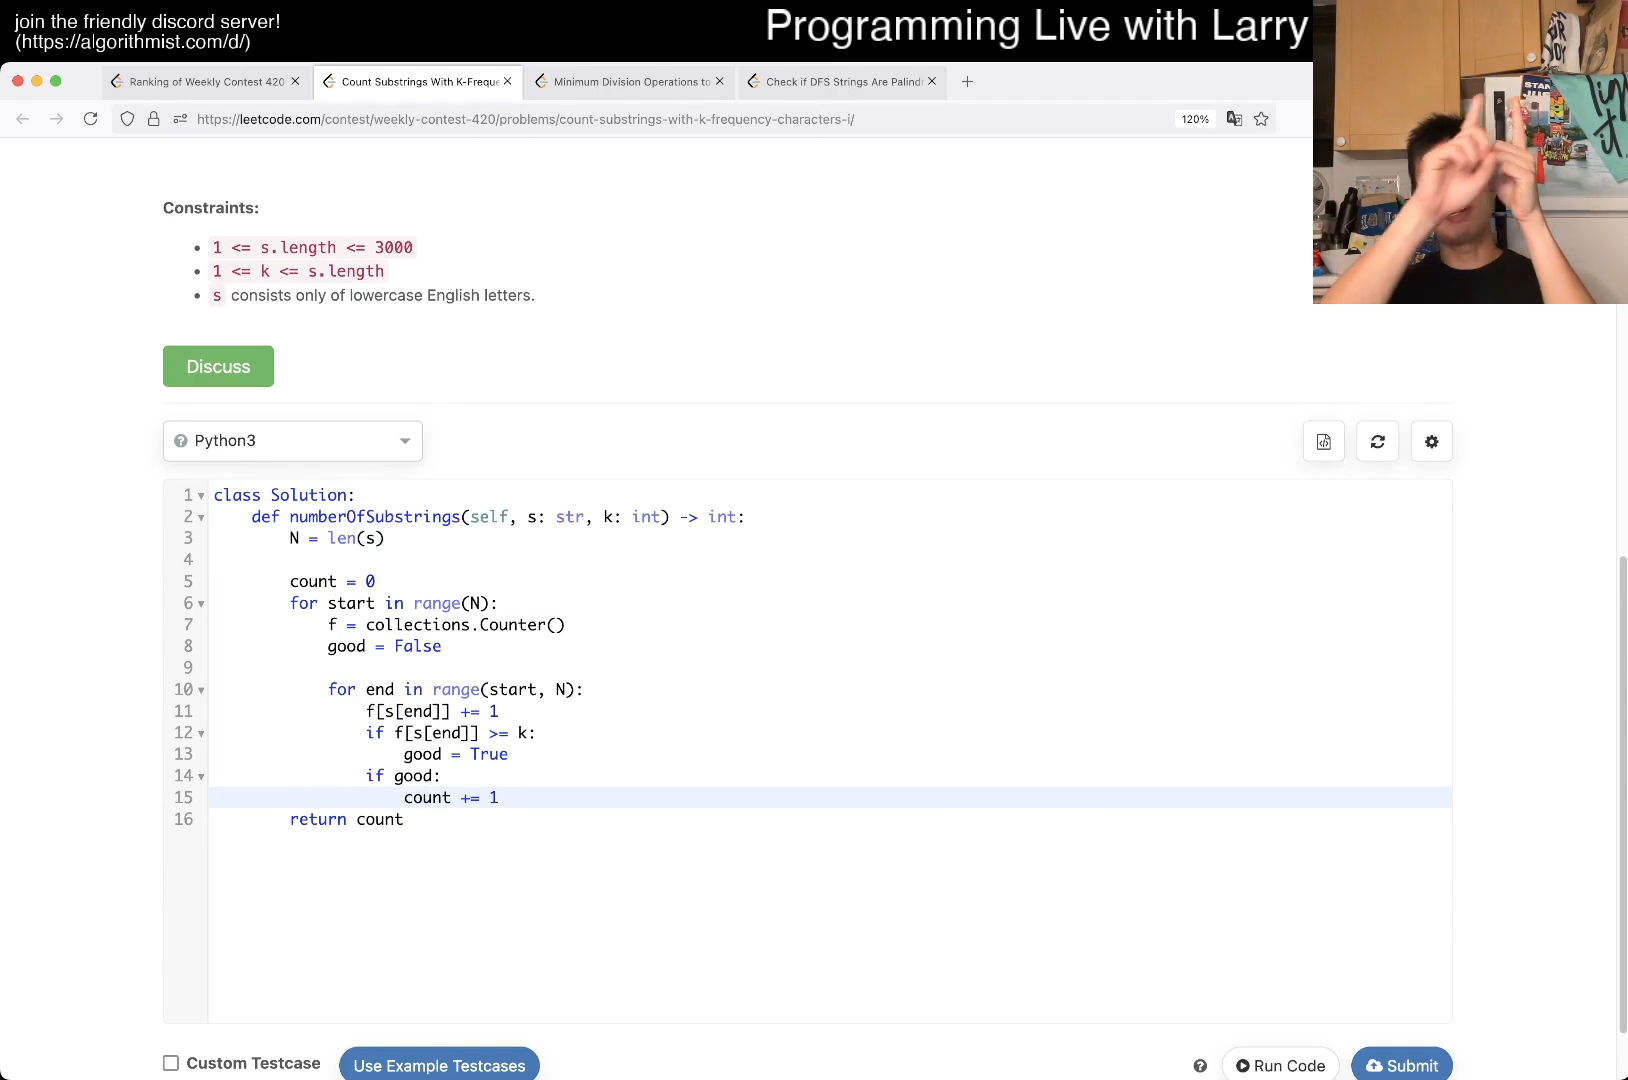 join the friendly discord server!
(https://algorithmist.com/d/)
Programming Live with Larry
Ranking of Weekly Contest 420
Count Substrings With K-Freque
Minimum Division Operations to
Check if DFS Strings Are Palind
https://leetcode.com/contest/weekly-contest-420/problems/count-substrings-with-k-frequency-characters-i/
120%
Constraints:
1 <= s.length <= 3000
1 <= k <= s.length
s consists only of lowercase English letters.
Discuss
Python3
1 class Solution:
2 def numberOfSubstrings(self, s: str, k: int) -> int:
3 N = len(s)
4
5 count = 0
6 for start in range(N):
7 f = collections.Counter()
8 good = False
9
10 for end in range(start, N):
11 f[s[end]] += 1
12 if f[s[end]] >= k:
13 good = True
14 if good:
15 count += 1
16 return count
Custom Testcase
Use Example Testcases
Run Code
Submit